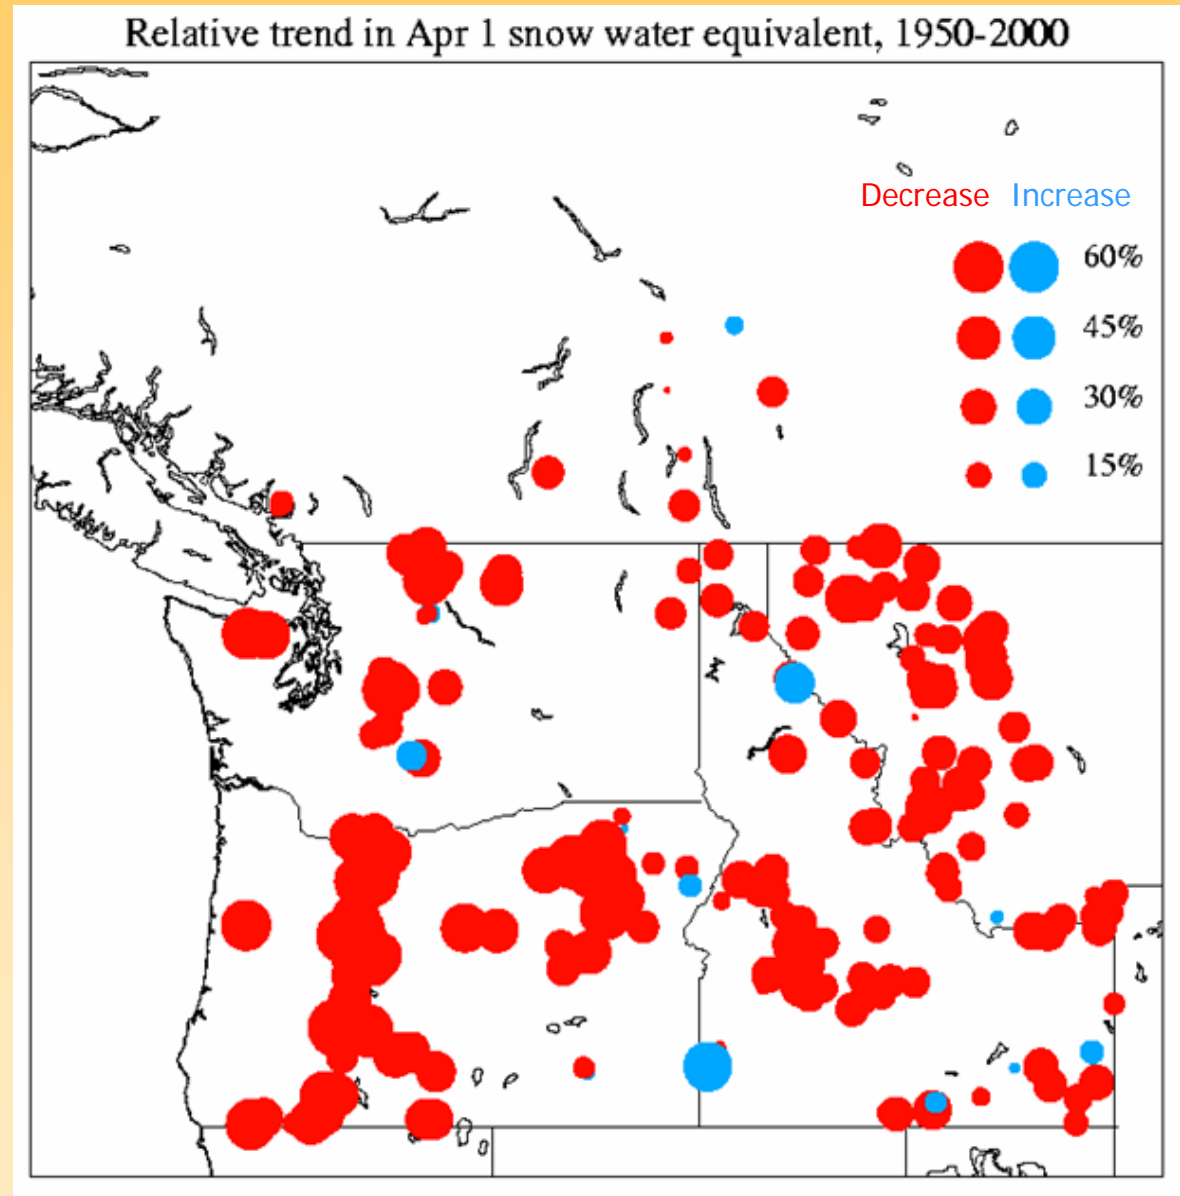 Relative trend in Apr 1 snow water equivalent, 1950-2000
Decrease Increase
60%
45%
30%
15%